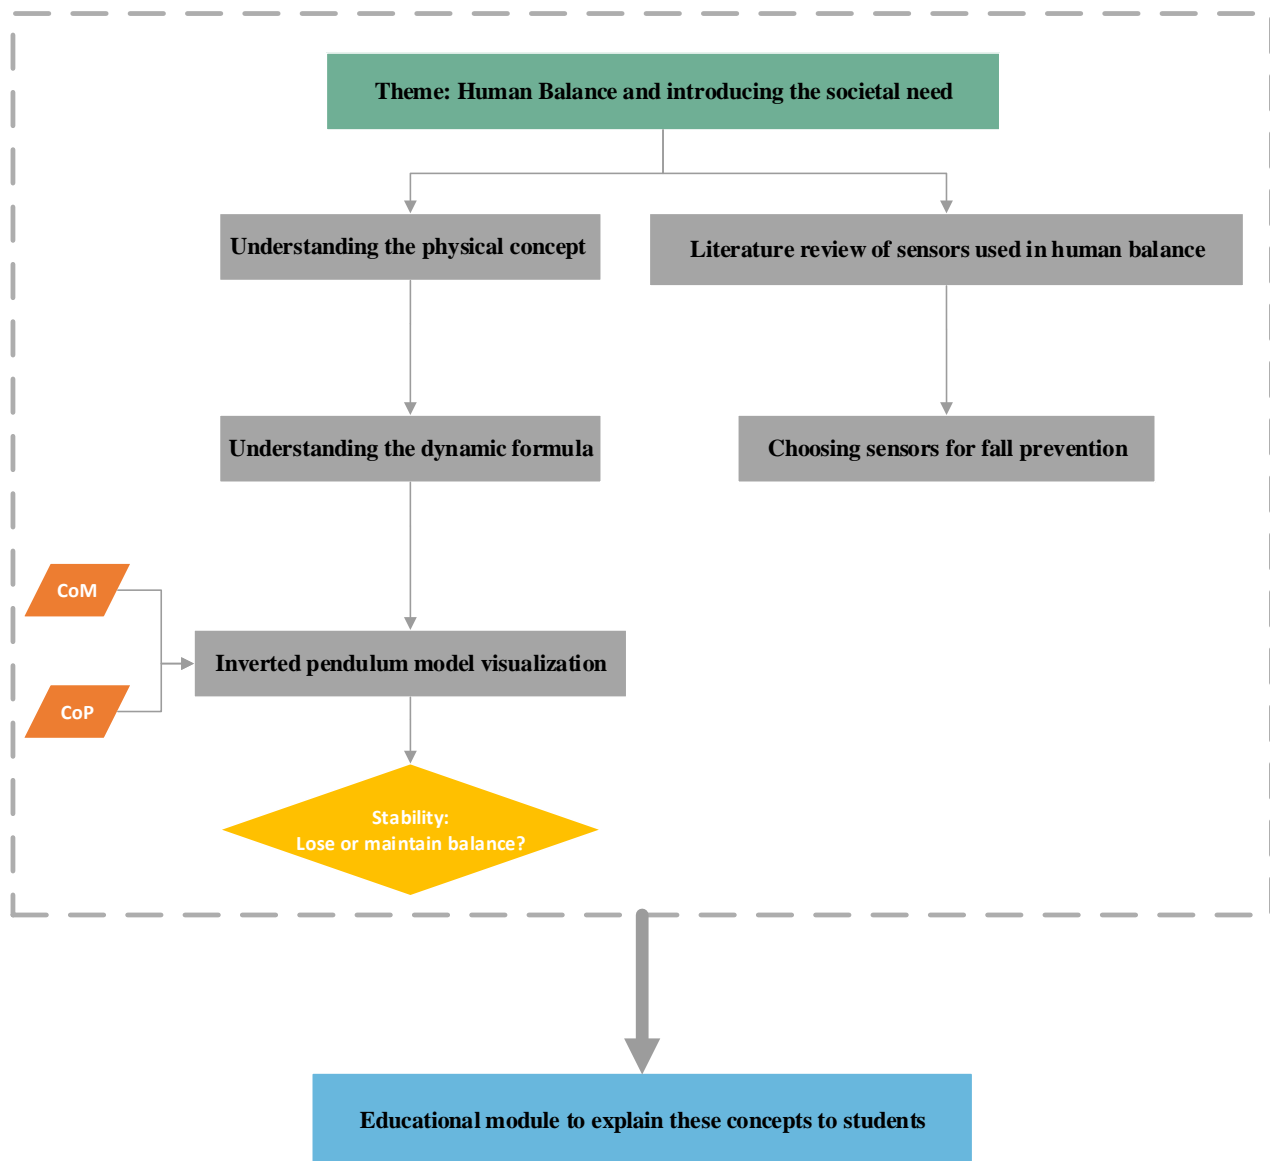 Theme: Human Balance and introducing the societal need
Understanding the physical concept
Literature review of sensors used in human balance
Understanding the dynamic formula
Choosing sensors for fall prevention
CoM
Inverted pendulum model visualization
CoP
Stability:
Lose or maintain balance?
Educational module to explain these concepts to students